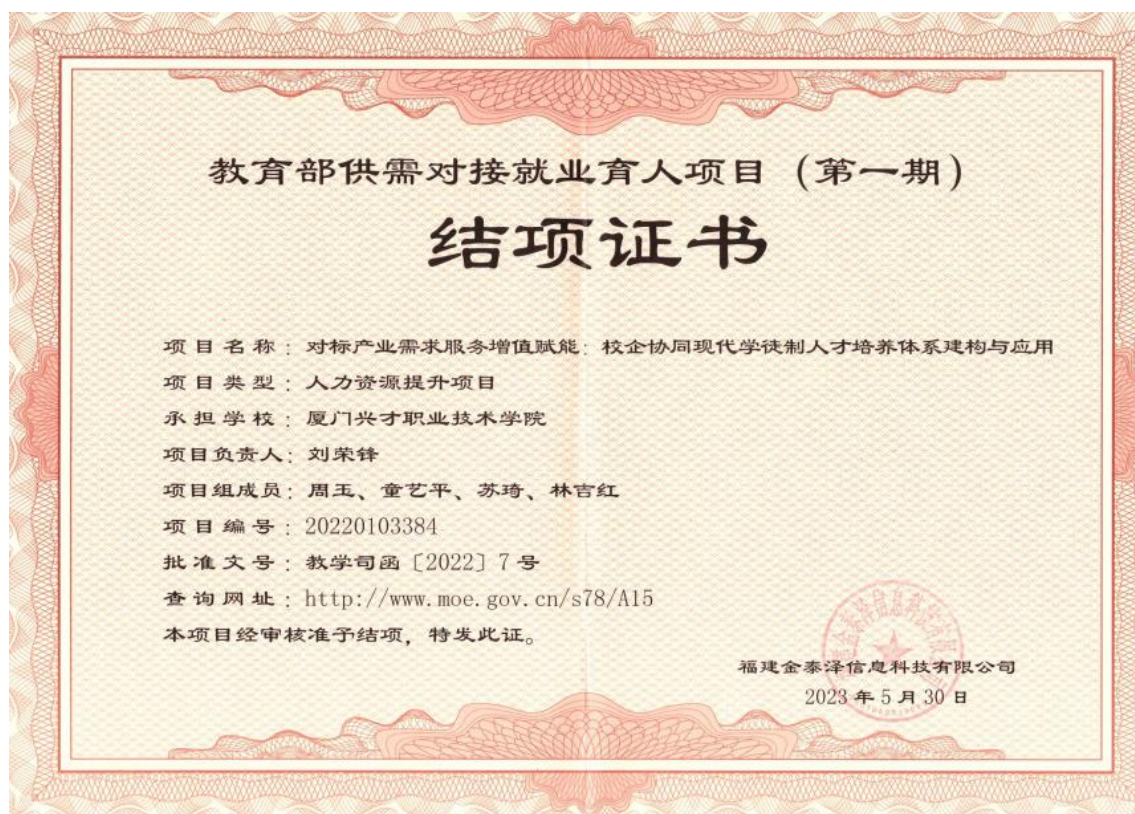 教育部供需对接就业育人项目（第一期）
结项证书
项目名称：对标产业需求服务增值赋能：校企协同现代学徒制人才培养体系建构与应用
项目类型：人力资源提升项目
承担学校：厦门兴才职业技术学院
项目负责人：刘荣锋
项目组成员：周玉、童艺平、苏琦、林吉红
项目编号：20220103384
批准文号：教学司函〔2022〕7号
查询网址：http://www.moe.gov.cn/s78/A15
本项目经审核准予结项，特发此证。
福建金泰泽信息科技有限公司
2023年5月30日